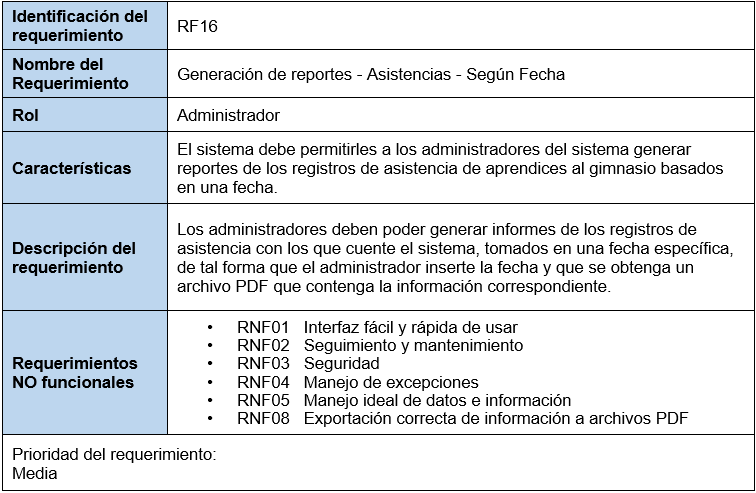 Identificación del
requerimiento
RF16
Nombre del
Requerimiento
Generación de reportes - Asistencias - Según Fecha
Rol
Administrador
Características
El sistema debe permitirles a los administradores del sistema generar
reportes de los registros de asistencia de aprendices al gimnasio basados
en una fecha.
Descripción del
requerimiento
Los administradores deben poder generar informes de los registros de
asistencia con los que cuente el sistema, tomados en una fecha específica,
de tal forma que el administrador inserte la fecha y que se obtenga un
archivo PDF que contenga la información correspondiente.
Requerimientos
NO funcionales
• RNF01 Interfaz fácil y rápida de usar
• RNF02 Seguimiento y mantenimiento
• RNF03 Seguridad
• RNF04 Manejo de excepciones
• RNF05 Manejo ideal de datos e información
• RNF08 Exportación correcta de información a archivos PDF
Prioridad del requerimiento:
Media